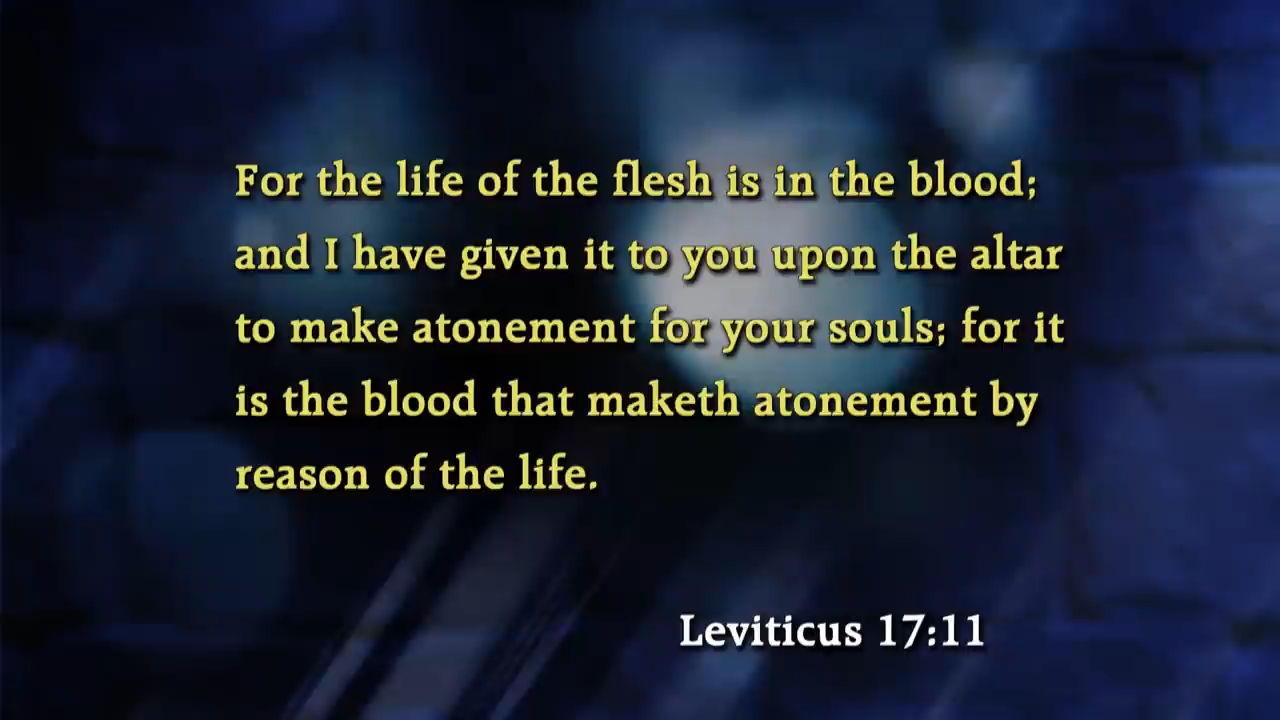 For the life of the flesh is in the blood;
and I have given it to you upon the altar
to make atonement for your souls; for it
is the blood that maketh atonement by
reason of the life.
Leviticus 17:11